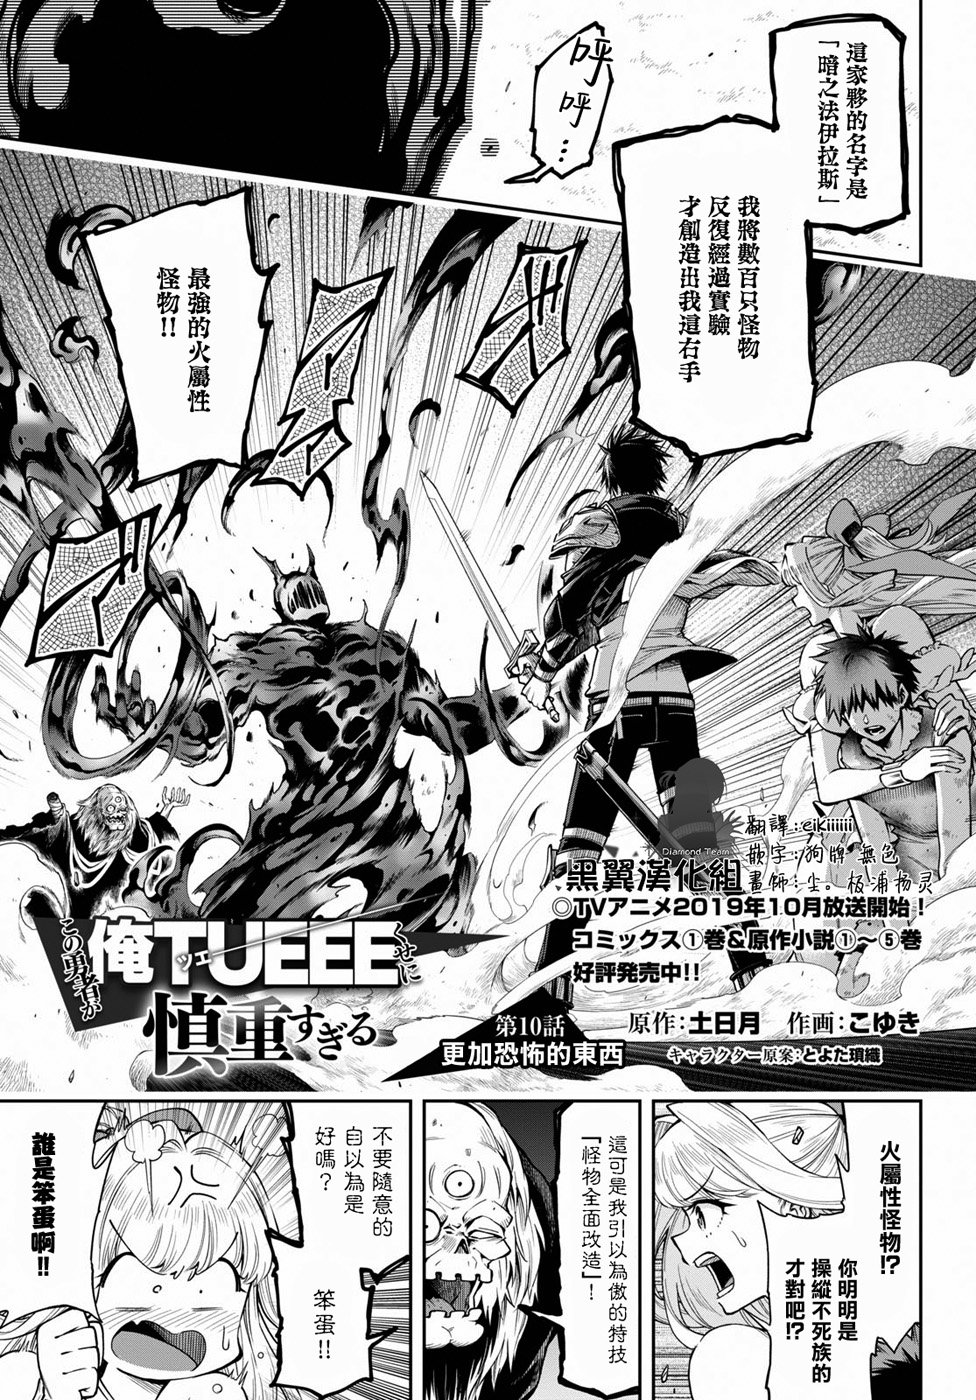 這家夥的名字是
「暗之法伊拉斯」
呼
呼…
我將數百只怪物
反復經過實驗
才創造出我這右手
最強的火屬性
怪物!!
翻譯:eikiiiiii
嵌字:狗牌 無色
畫師:尘。极浦物灵
Diamond Team
黑翼漢化組
◎TVアニメ2019年10月放送開始！
コミックス①巻&原作小説①～⑤巻
好評発売中!!
この勇者が
俺TUEEEくせに
ツエ
慎重すぎる
第10話
更加恐怖的東西
原作:土日月 作画:こゆき
キャラクター原案:とよた瑣織
火屬性怪物!?
你明明是
操縱不死族的
才對吧!?
這可是我引以為傲的特技
『怪物全面改造』!
不要隨意的
自以為是
好嗎?
笨蛋!!
誰是笨蛋啊!!